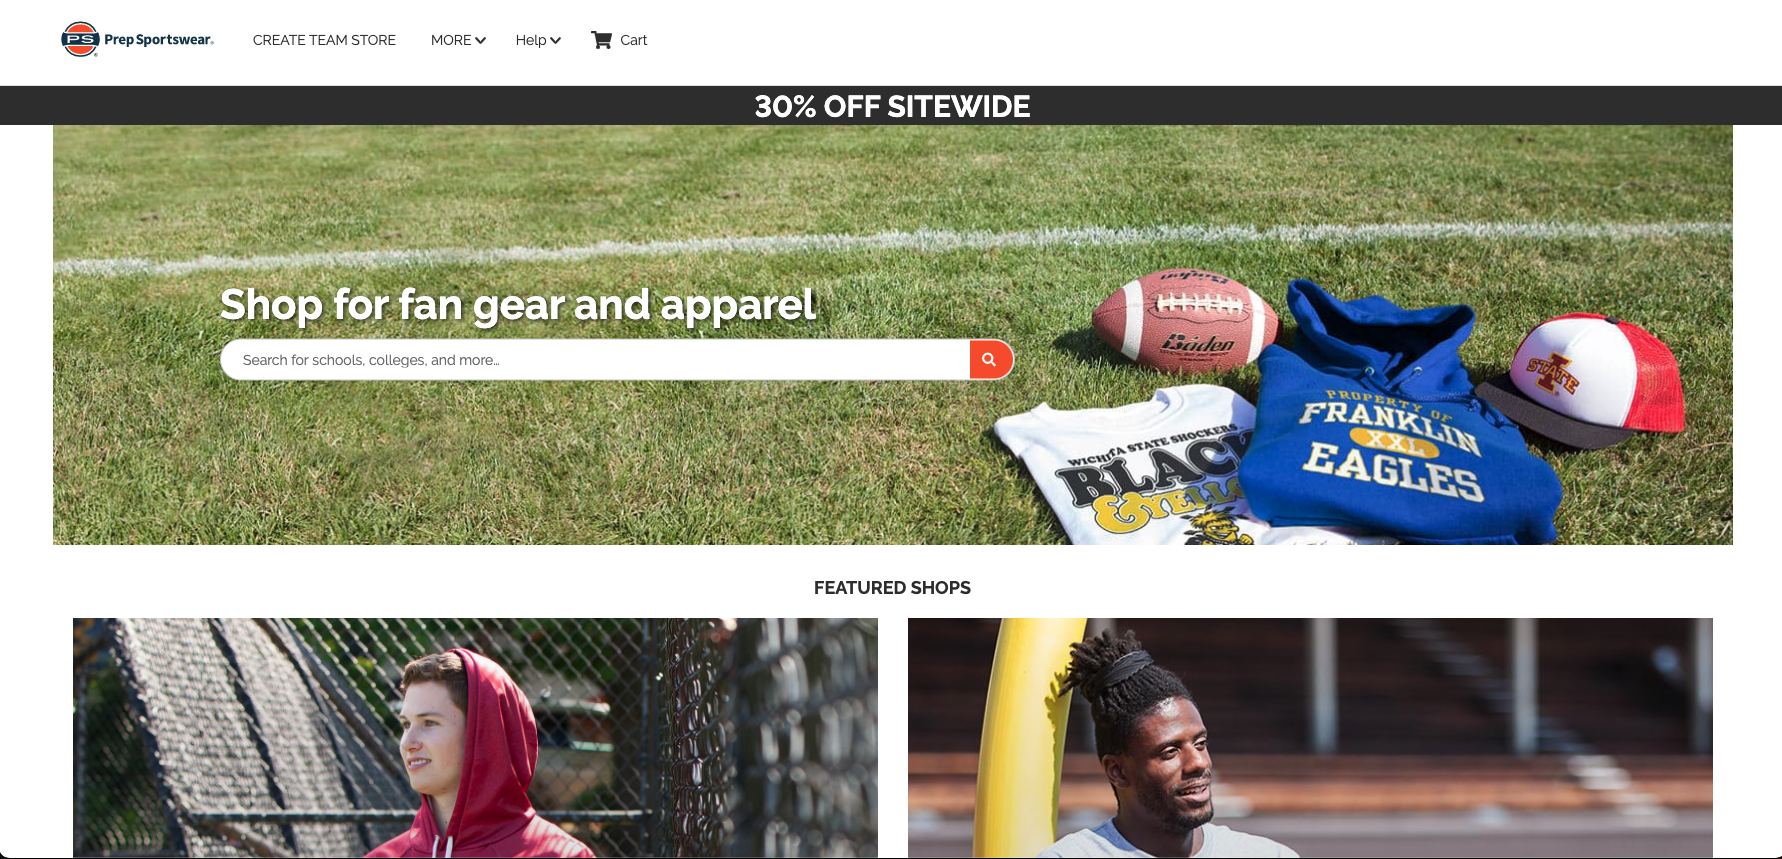 PS Prep Sportswear®
CREATE TEAM STORE
MORE
Help
Cart
30% OFF SITEWIDE
Shop for fan gear and apparel
Search for schools, colleges, and more...
Baden
PROPERTY OF
FRANKLIN
XXL
EAGLES
I
STATE
WICHITA STATE SHOCKERS
BLACK
&YELLO
FEATURED SHOPS